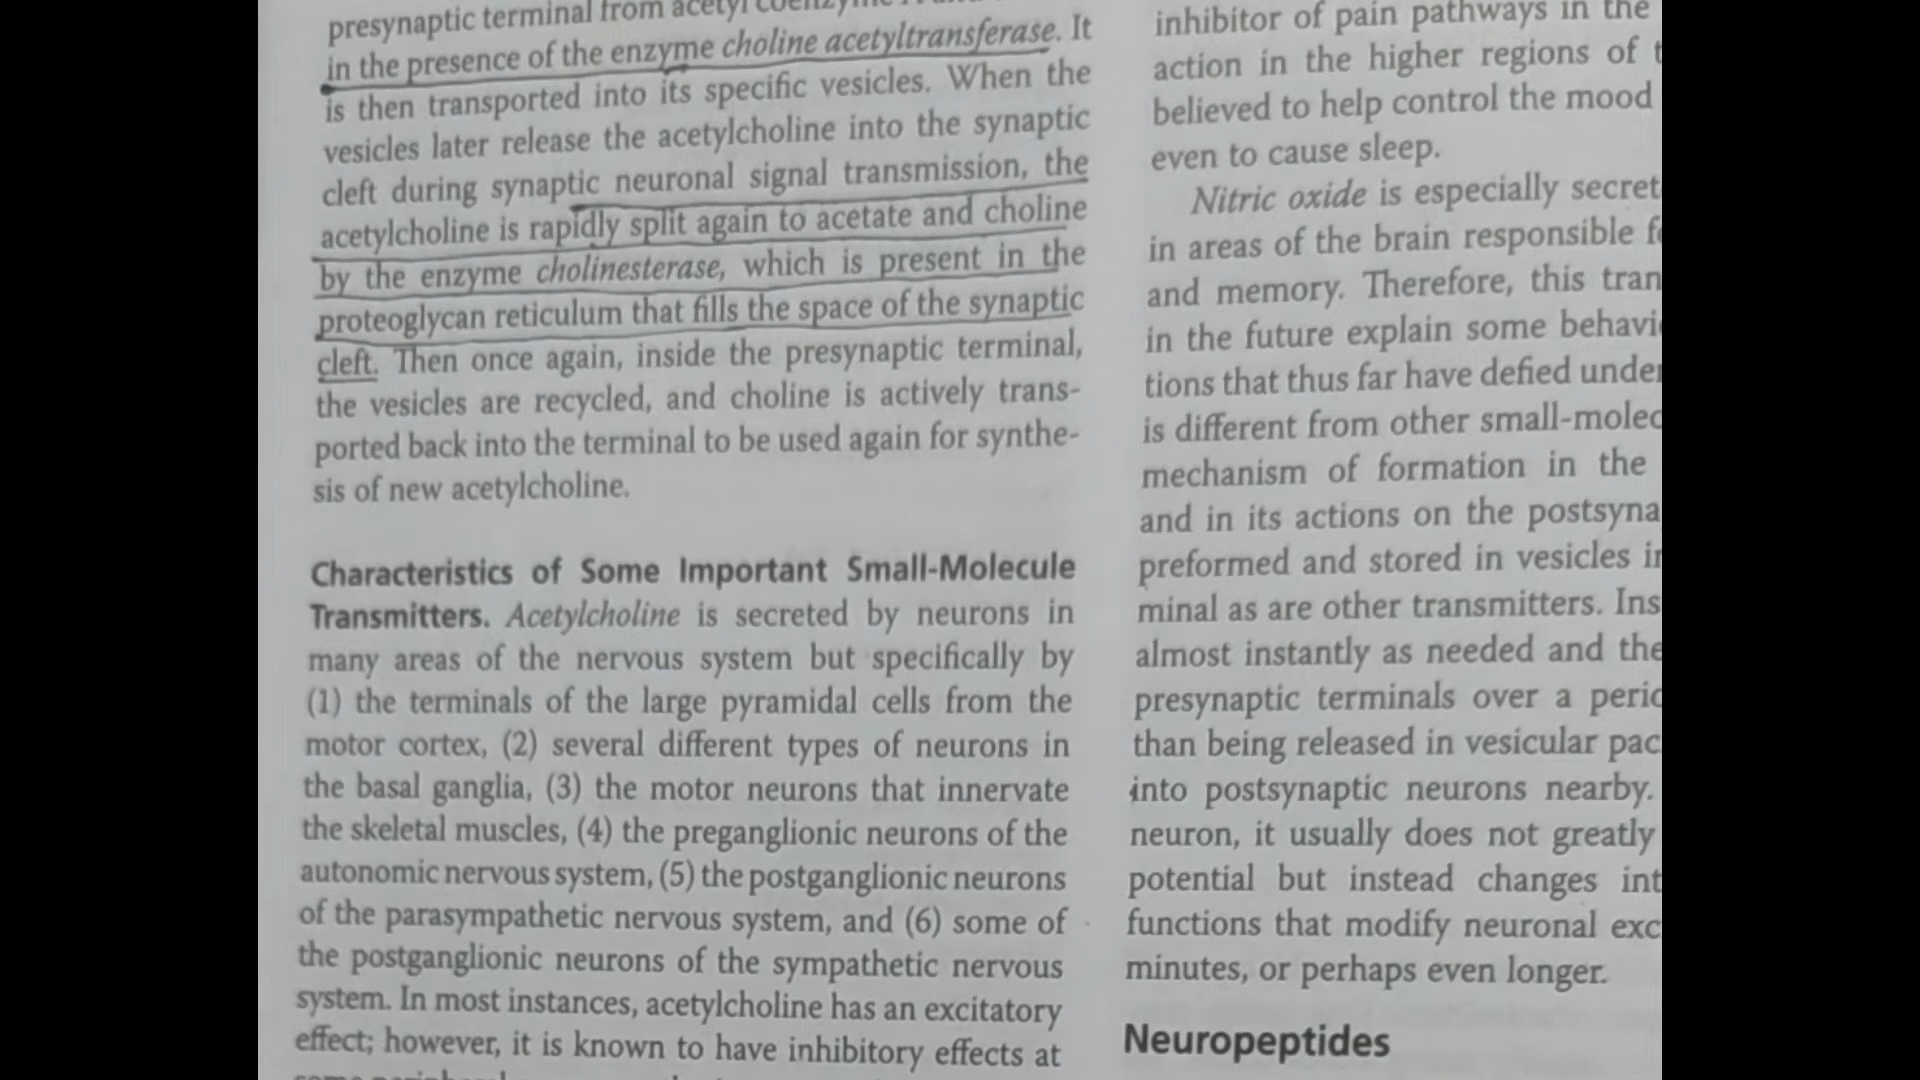 presynaptic terminal from acetyl
in the presence of the enzyme choline acetyltransferase. It
is then transported into its specific vesicles. When the
vesicles later release the acetylcholine into the synaptic
cleft during synaptic neuronal signal transmission, the
acetylcholine is rapidly split again to acetate and choline
by the enzyme cholinesterase, which is present in the
proteoglycan reticulum that fills the space of the synaptic
cleft. Then once again, inside the presynaptic terminal,
the vesicles are recycled, and choline is actively trans-
ported back into the terminal to be used again for synthe-
sis of new acetylcholine.
Characteristics of Some Important Small-Molecule
Transmitters. Acetylcholine is secreted by neurons in
many areas of the nervous system but specifically by
(1) the terminals of the large pyramidal cells from the
motor cortex, (2) several different types of neurons in
the basal ganglia, (3) the motor neurons that innervate
the skeletal muscles, (4) the preganglionic neurons of the
autonomic nervous system, (5) the postganglionic neurons
of the parasympathetic nervous system, and (6) some of
the postganglionic neurons of the sympathetic nervous
system. In most instances, acetylcholine has an excitatory
effect; however, it is known to have inhibitory effects at
inhibitor of pain pathways in the
action in the higher regions of
believed to help control the mood
even to cause sleep.
Nitric oxide is especially secret
in areas of the brain responsible
and memory. Therefore, this tran
in the future explain some behavi
tions that thus far have defied under
is different from other small-molec
mechanism of formation in the
and in its actions on the postsyna
preformed and stored in vesicles in
minal as are other transmitters. Ins
almost instantly as needed and the
presynaptic terminals over a peric
than being released in vesicular pac
into postsynaptic neurons nearby.
neuron, it usually does not greatly
potential but instead changes int
functions that modify neuronal exc
minutes, or perhaps even longer.
Neuropeptides